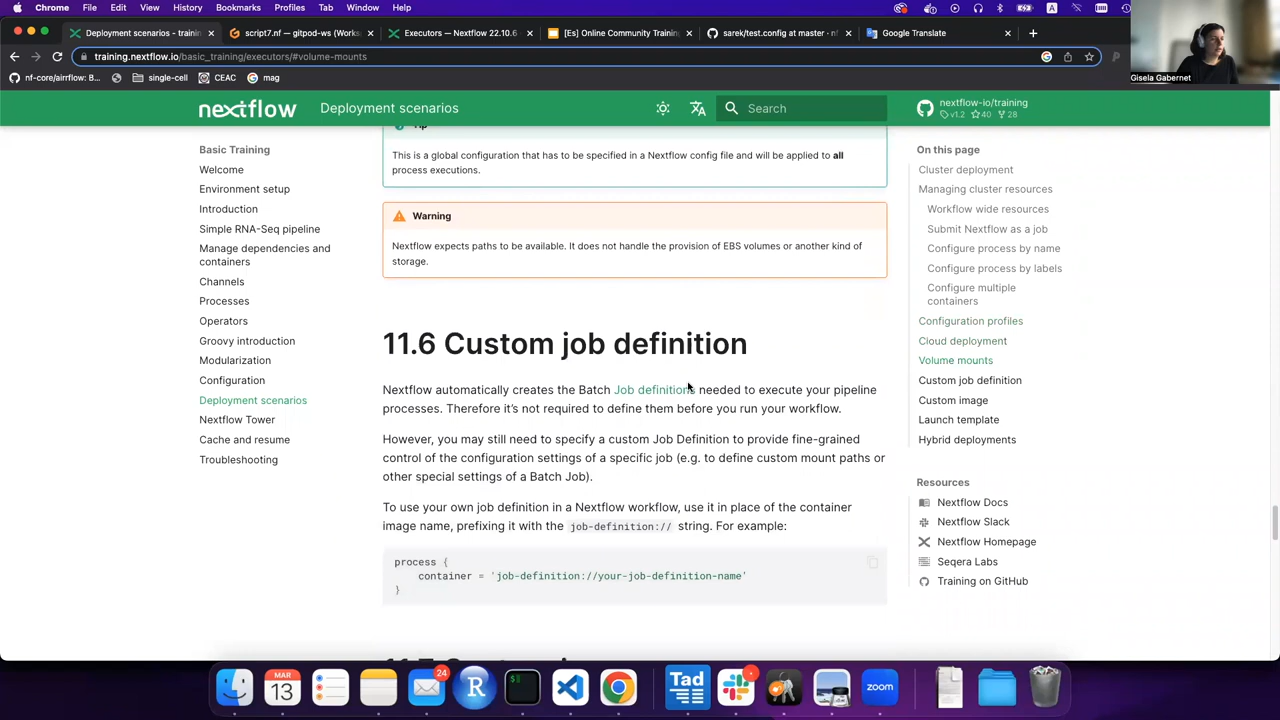 Chrome File Edit View History Bookmarks Profiles Tab Window Help
Deployment scenarios - trainin
script7.nf — gitpod-ws (Works
Executors — Nextflow 22.10.6
[Es] Online Community Training
sarek/test.config at master · nf
Google Translate
training.nextflow.io/basic_training/executors/#volume-mounts
nf-core/airflow: B...
single-cell
CEAC
mag
Gisela Gabernet
nextflow
Deployment scenarios
Search
nextflow-io/training
v1.2 40 28
Basic Training
Welcome
Environment setup
Introduction
Simple RNA-Seq pipeline
Manage dependencies and
containers
Channels
Processes
Operators
Groovy introduction
Modularization
Configuration
Deployment scenarios
Nextflow Tower
Cache and resume
Troubleshooting
Tip
This is a global configuration that has to be specified in a Nextflow config file and will be applied to all
process executions.
Warning
Nextflow expects paths to be available. It does not handle the provision of EBS volumes or another kind of
storage.
11.6 Custom job definition
Nextflow automatically creates the Batch Job definitions needed to execute your pipeline
processes. Therefore it's not required to define them before you run your workflow.
However, you may still need to specify a custom Job Definition to provide fine-grained
control of the configuration settings of a specific job (e.g. to define custom mount paths or
other special settings of a Batch Job).
To use your own job definition in a Nextflow workflow, use it in place of the container
image name, prefixing it with the job-definition:// string. For example:
process {
container = 'job-definition://your-job-definition-name'
}
On this page
Cluster deployment
Managing cluster resources
Workflow wide resources
Submit Nextflow as a job
Configure process by name
Configure process by labels
Configure multiple
containers
Configuration profiles
Cloud deployment
Volume mounts
Custom job definition
Custom image
Launch template
Hybrid deployments
Resources
Nextflow Docs
Nextflow Slack
Nextflow Homepage
Seqera Labs
Training on GitHub
MAR
13
24
R
$
Tad
zoom